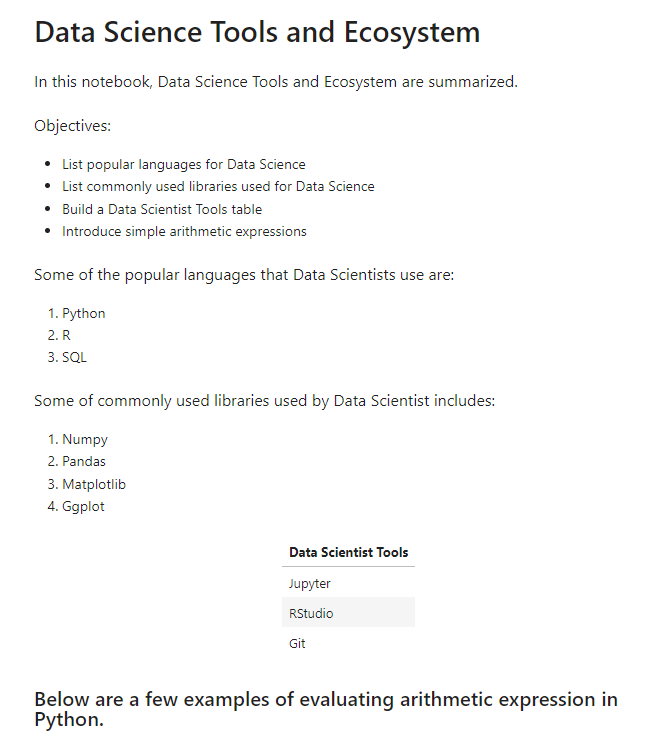 Data Science Tools and Ecosystem
In this notebook, Data Science Tools and Ecosystem are summarized.
Objectives:
• List popular languages for Data Science
• List commonly used libraries used for Data Science
• Build a Data Scientist Tools table
• Introduce simple arithmetic expressions
Some of the popular languages that Data Scientists use are:
1. Python
2. R
3. SQL
Some of commonly used libraries used by Data Scientist includes:
1. Numpy
2. Pandas
3. Matplotlib
4. Ggplot
Data Scientist Tools
Jupyter
RStudio
Git
Below are a few examples of evaluating arithmetic expression in
Python.